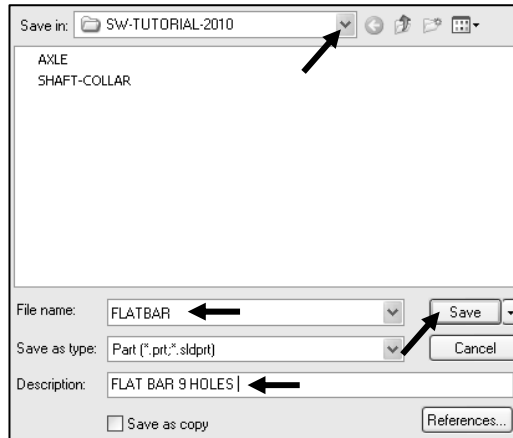 Save in: SW-TUTORIAL-2010
AXLE
SHAFT-COLLAR
File name: FLATBAR Save
Save as type: Part (*.prt;*.sldprt) Cancel
Description: FLAT BAR 9 HOLES
Save as copy References...